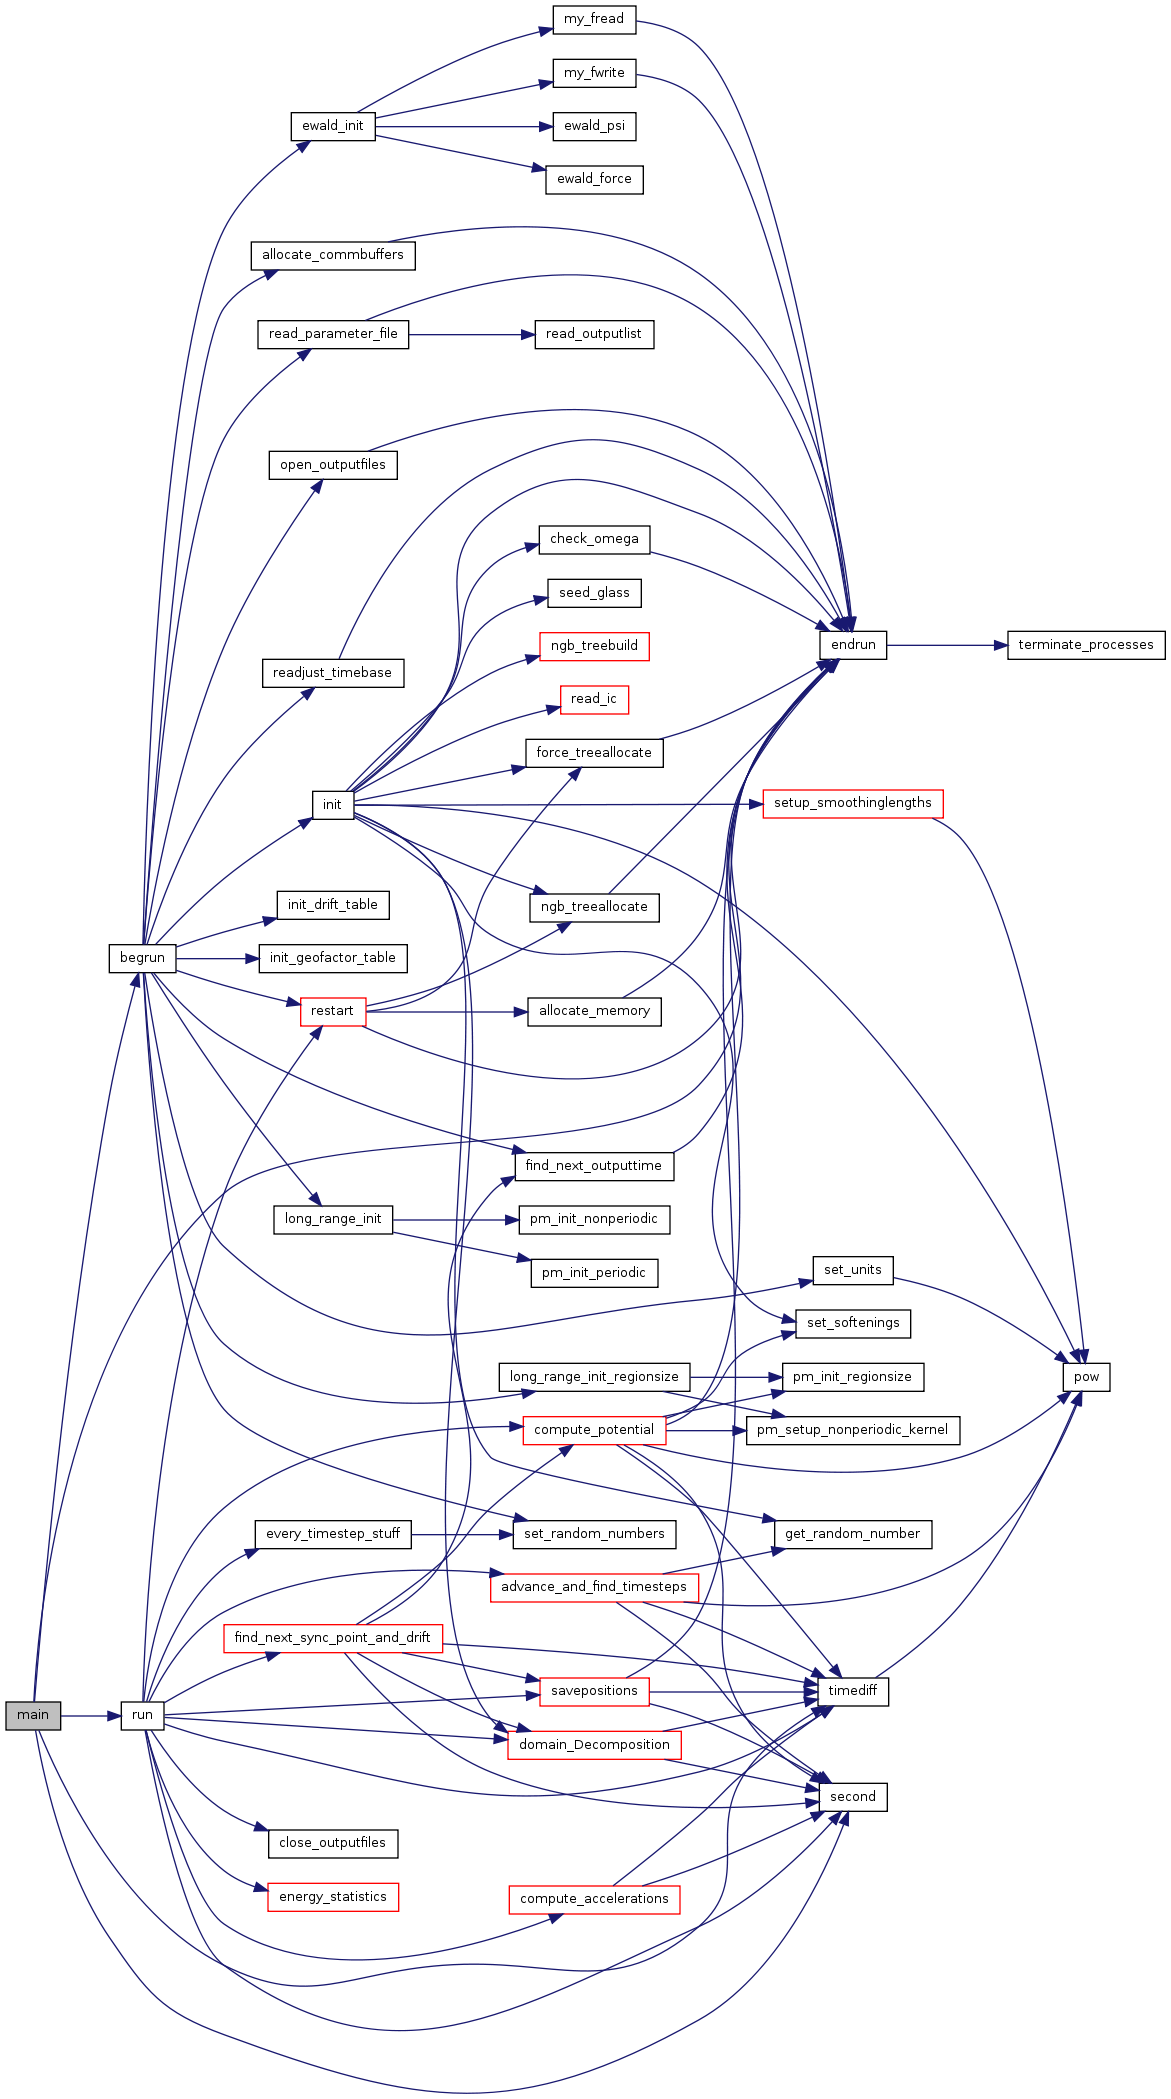 my_fread
my_fwrite
ewald_init
ewald_psi
ewald_force
allocate_commbuffers
read_parameter_file
read_outputlist
open_outputfiles
check_omega
seed_glass
endrun
terminate_processes
ngb_treebuild
readjust_timebase
read_ic
force_treeallocate
init
setup_smoothinglengths
init_drift_table
ngb_treeallocate
begrun
init_geofactor_table
restart
allocate_memory
find_next_outputtime
long_range_init
pm_init_nonperiodic
pm_init_periodic
set_units
set_softenings
long_range_init_regionsize
pm_init_regionsize
pow
compute_potential
pm_setup_nonperiodic_kernel
every_timestep_stuff
set_random_numbers
get_random_number
advance_and_find_timesteps
find_next_sync_point_and_drift
savepositions
timediff
main
run
domain_Decomposition
second
close_outputfiles
energy_statistics
compute_accelerations